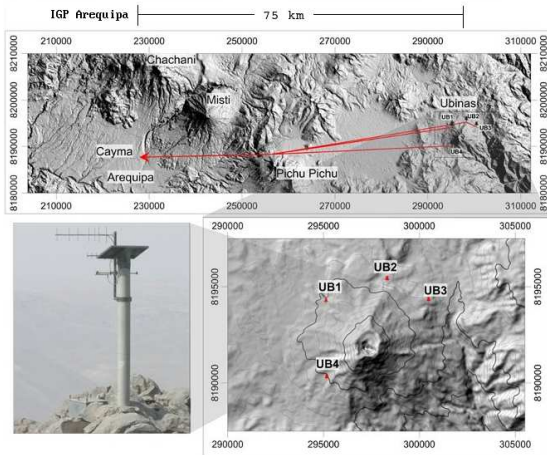 IGP Arequipa 75 km
210000 230000 250000 270000 290000 310000
8210000
8200000
8190000
8180000
8210000
8200000
8190000
8180000
Chachani
Misti
Ubinas
UB1
UB2
UB3
UB4
Cayma
Arequipa
Pichu Pichu
210000 230000 250000 270000 290000 310000
290000 295000 300000 305000
8195000
8190000
8195000
8190000
UB2
UB1
UB3
UB4
290000 295000 300000 305000